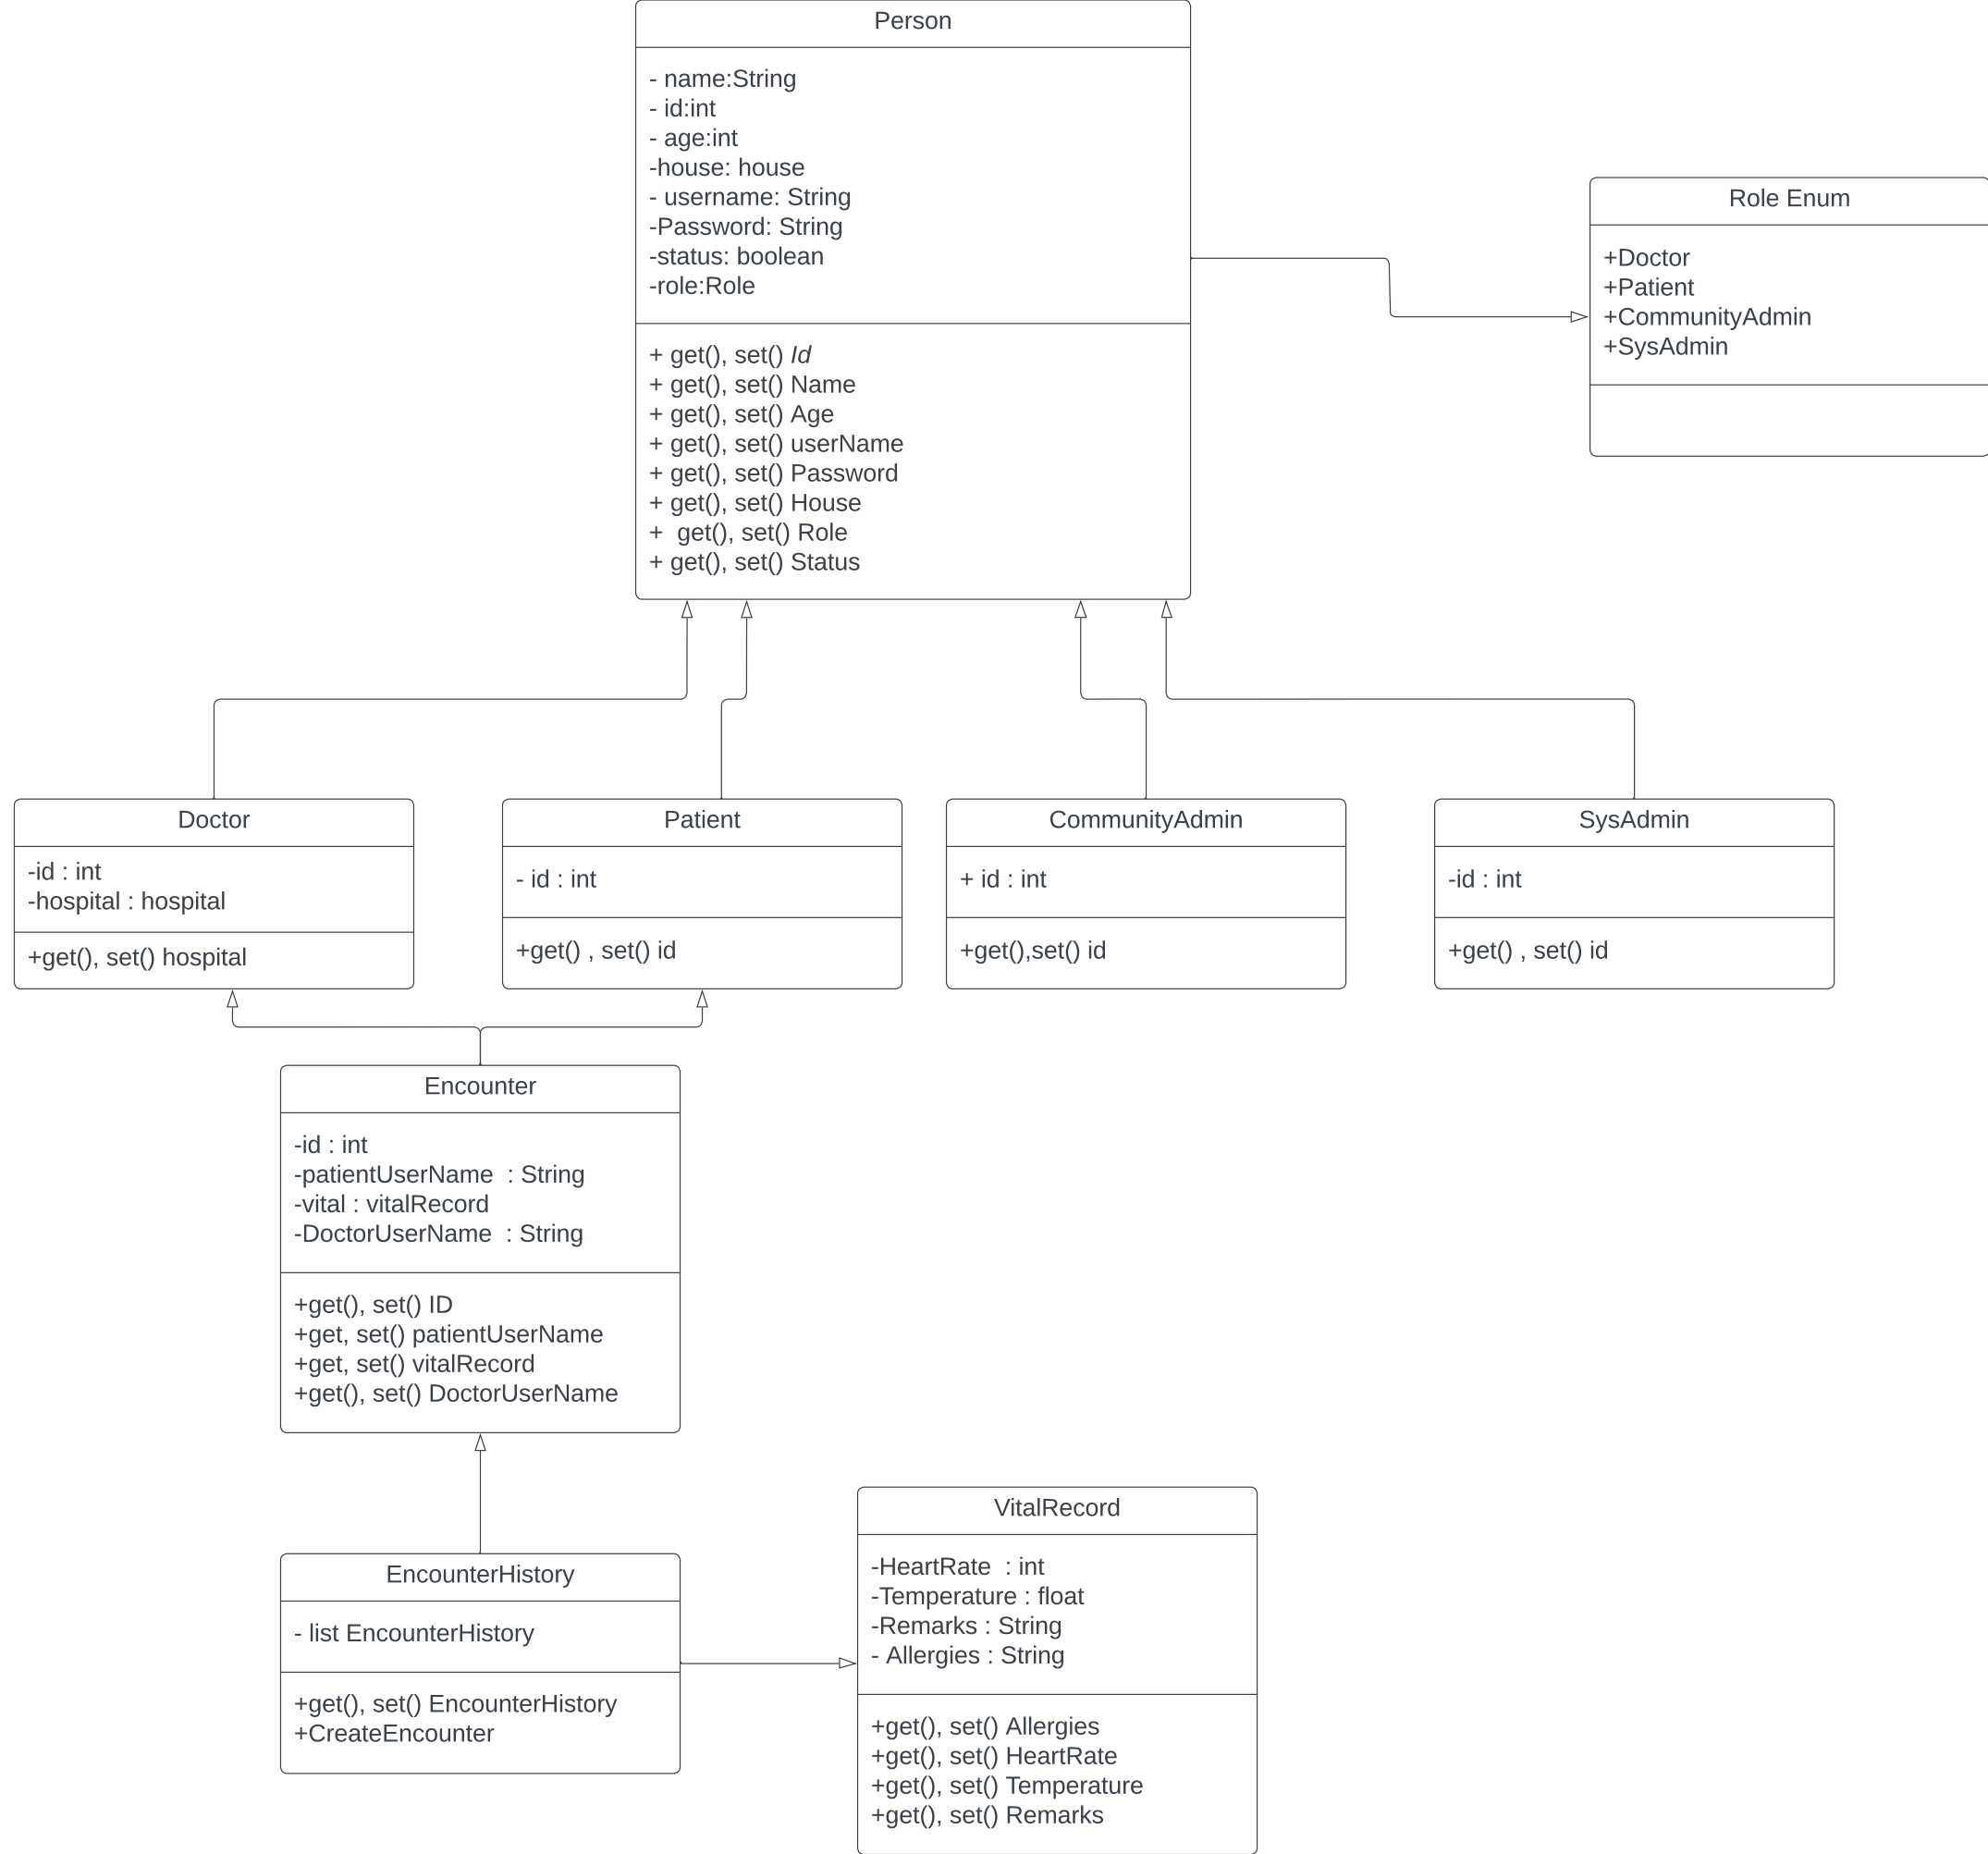 Person
- name:String
- id:int
- age:int
-house: house
- username: String
-Password: String
-status: boolean
-role:Role
+ get(), set() Id
+ get(), set() Name
+ get(), set() Age
+ get(), set() userName
+ get(), set() Password
+ get(), set() House
+  get(), set() Role
+ get(), set() Status
Role Enum
+Doctor
+Patient
+CommunityAdmin
+SysAdmin
Doctor
-id : int
-hospital : hospital
+get(), set() hospital
Patient
- id : int
+get() , set() id
CommunityAdmin
+ id : int
+get(),set() id
SysAdmin
-id : int
+get() , set() id
Encounter
-id : int
-patientUserName  : String
-vital : vitalRecord
-DoctorUserName  : String
+get(), set() ID
+get, set() patientUserName
+get, set() vitalRecord
+get(), set() DoctorUserName
EncounterHistory
- list EncounterHistory
+get(), set() EncounterHistory
+CreateEncounter
VitalRecord
-HeartRate  : int
-Temperature : float
-Remarks : String
- Allergies : String
+get(), set() Allergies
+get(), set() HeartRate
+get(), set() Temperature
+get(), set() Remarks